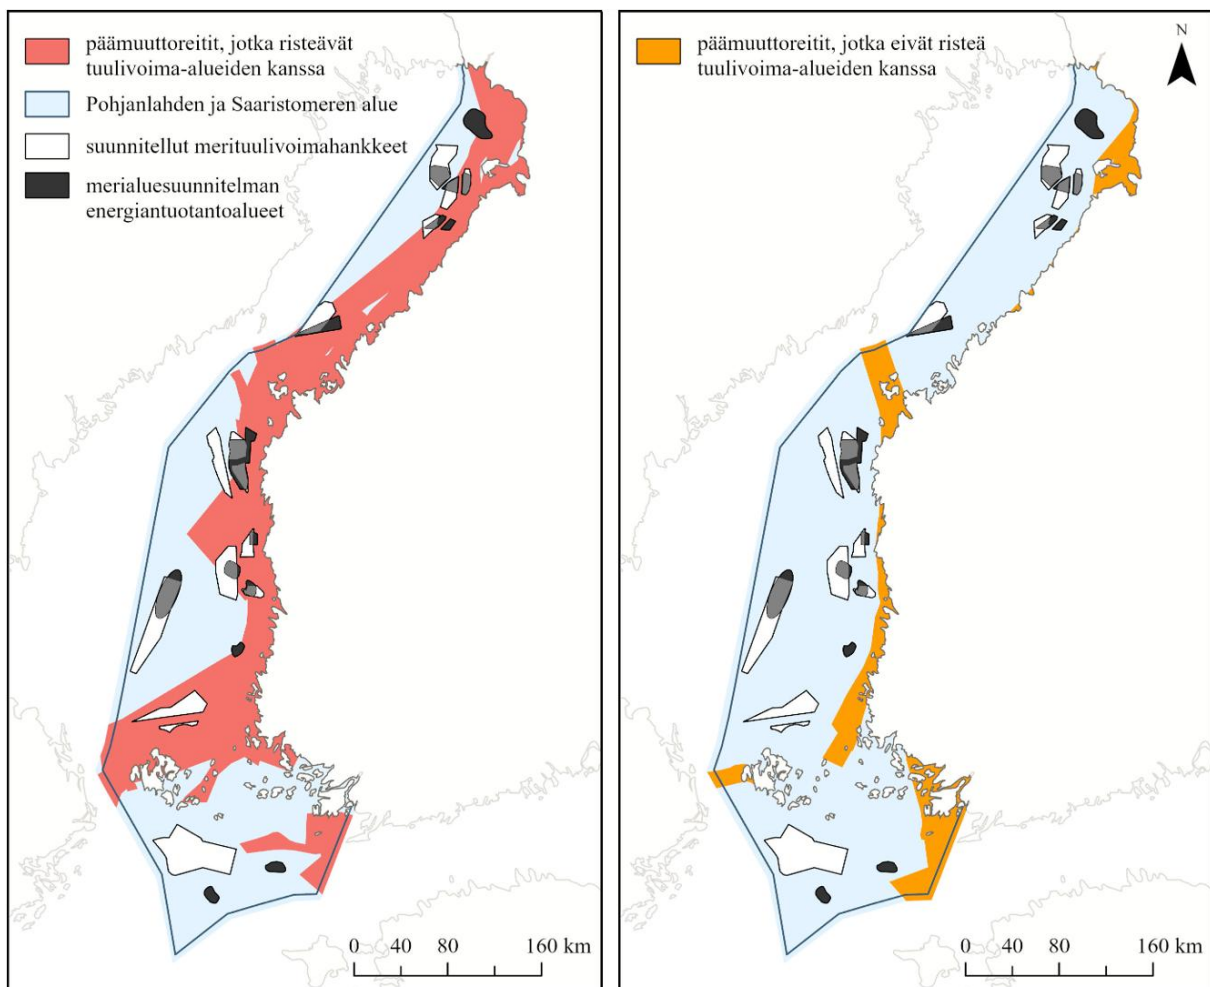 päämuuttoreitit, jotka risteävät
tuulivoima-alueiden kanssa
Pohjanlahden ja Saaristomeren alue
suunnitellut merituulivoimahankkeet
merialuesuunnitelman
energiantuotantoalueet
0 40 80 160 km
päämuuttoreitit, jotka eivät risteä
tuulivoima-alueiden kanssa
N
0 40 80 160 km